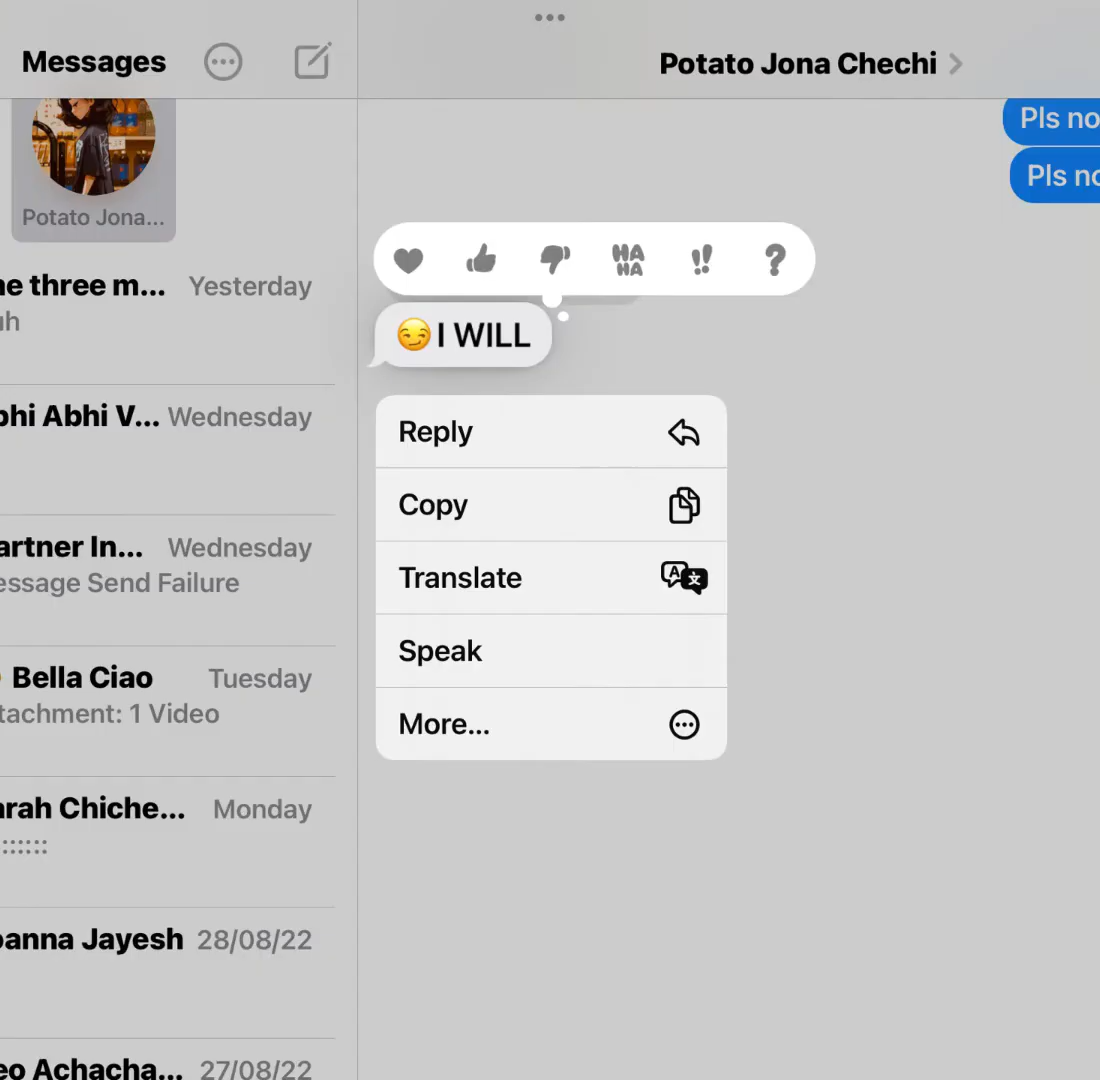 Messages
Potato Jona...
ne three m... Yesterday
uh
ohi Abhi V... Wednesday
artner In... Wednesday
essage Send Failure
Bella Ciao Tuesday
tachment: 1 Video
arah Chiche... Monday
::::::
oanna Jayesh 28/08/22
eo Achacha... 27/08/22
Potato Jona Chechi
Pls no
Pls no
HA HA
!!
?
😏I WILL
Reply
Copy
Translate
Speak
More...